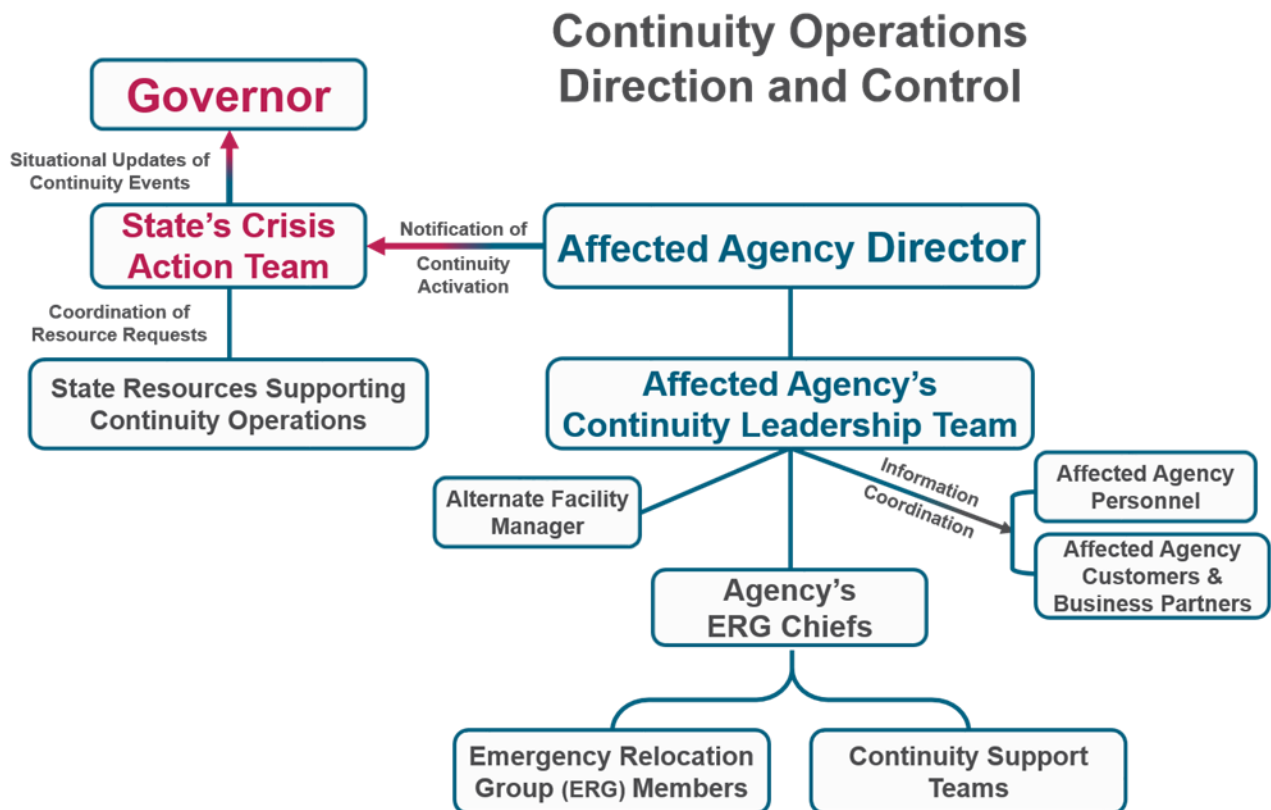 Continuity Operations
Direction and Control
Governor
Situational Updates of
Continuity Events
State's Crisis
Action Team
Notification of
Continuity
Activation
Affected Agency Director
Coordination of
Resource Requests
State Resources Supporting
Continuity Operations
Affected Agency's
Continuity Leadership Team
Alternate Facility
Manager
Information
Coordination
Affected Agency
Personnel
Affected Agency
Customers &
Business Partners
Agency's
ERG Chiefs
Emergency Relocation
Group (ERG) Members
Continuity Support
Teams